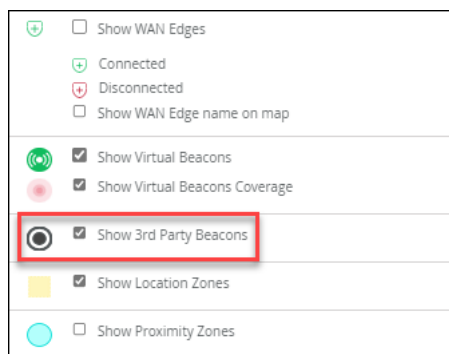 Show WAN Edges
Connected
Disconnected
Show WAN Edge name on map
Show Virtual Beacons
Show Virtual Beacons Coverage
Show 3rd Party Beacons
Show Location Zones
Show Proximity Zones